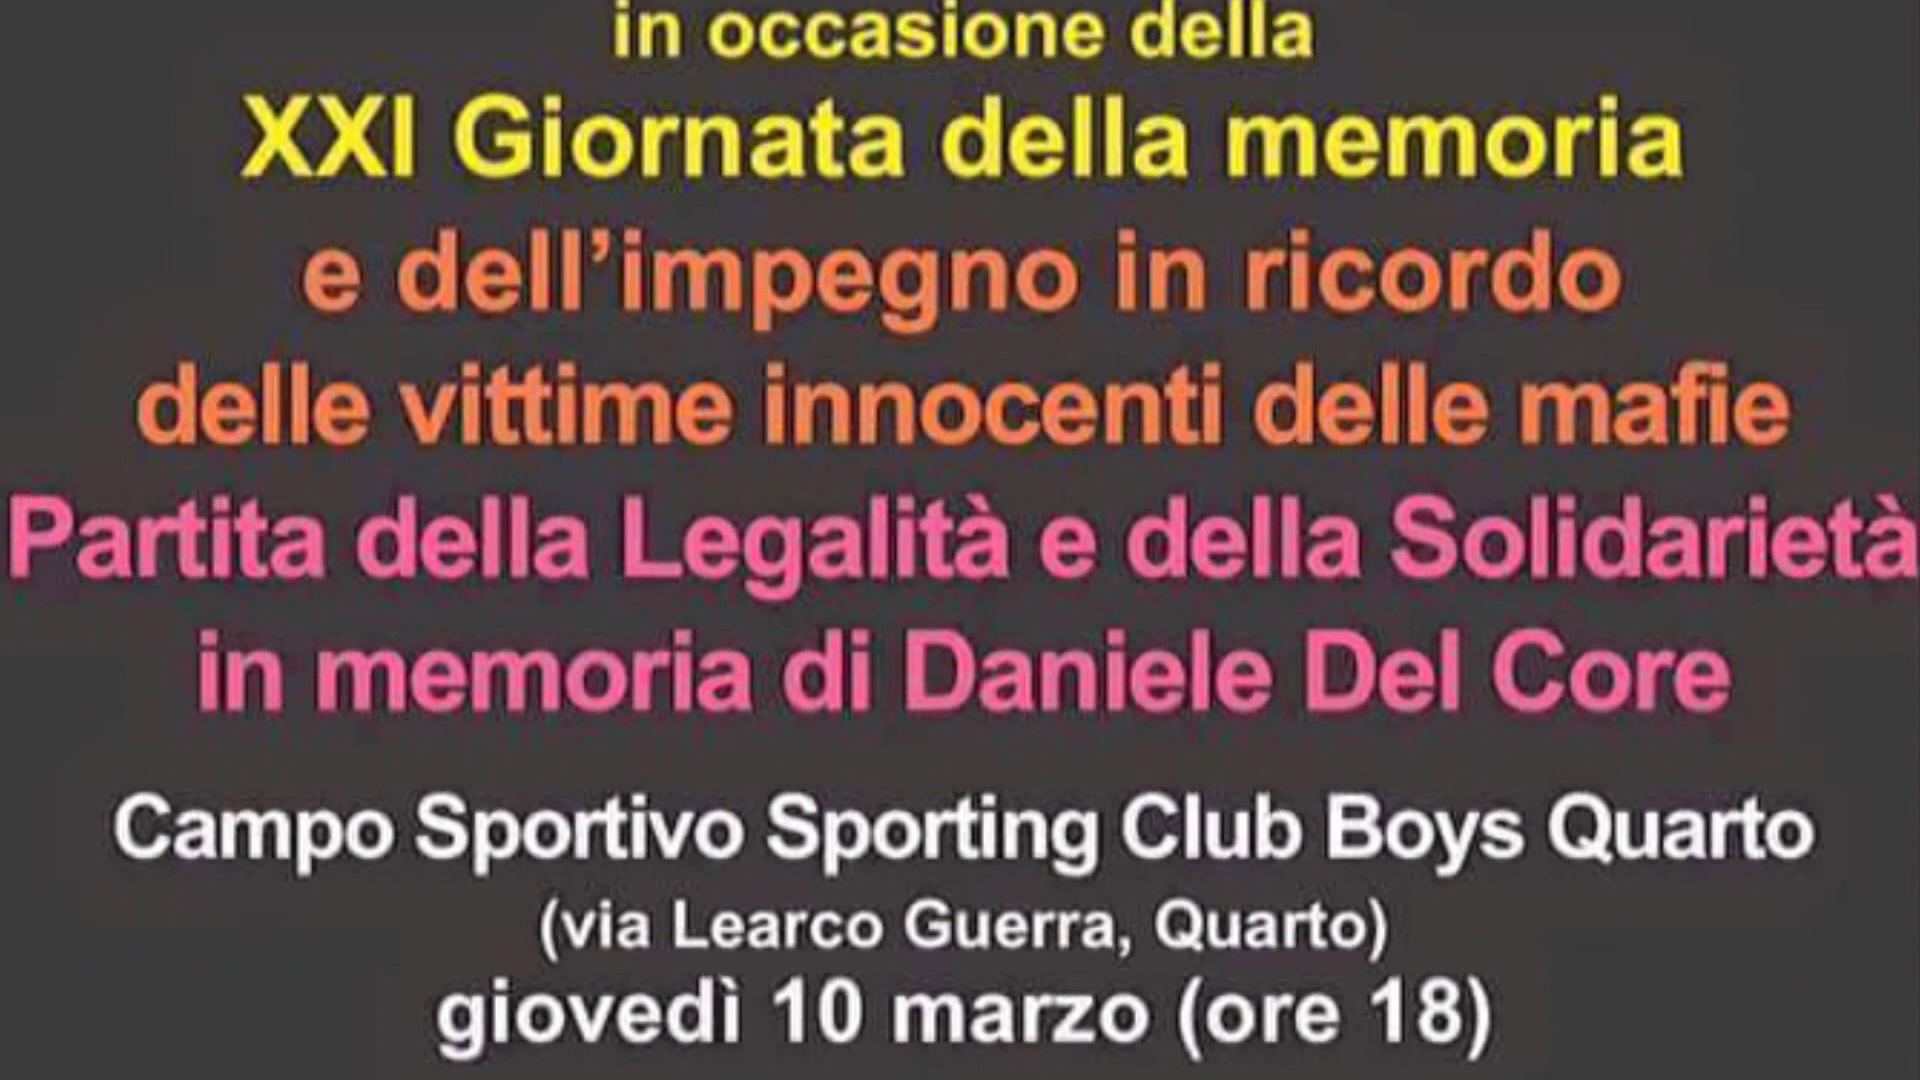 in occasione della
XXI Giornata della memoria
e dell’impegno in ricordo
delle vittime innocenti delle mafie
Partita della Legalità e della Solidarietà
in memoria di Daniele Del Core
Campo Sportivo Sporting Club Boys Quarto
(via Learco Guerra, Quarto)
giovedì 10 marzo (ore 18)